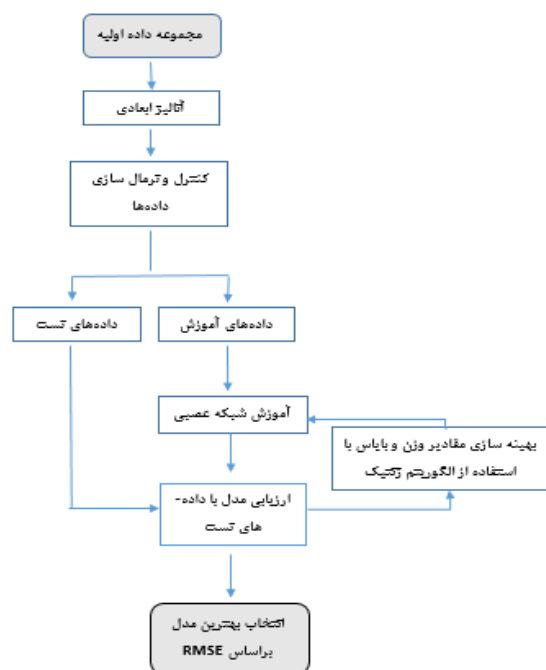 مجموعه داده اولیه
آنالیز ابعادی
کنترل و نرمال سازی
داده‌ها
داده‌های آموزش
داده‌های تست
آموزش شبکه عصبی
بهینه سازی مقادیر وزن و بایاس با
استفاده از الگوریتم ژنتیک
ارزیابی مدل با داده-
های تست
انتخاب بهترین مدل
براساس RMSE